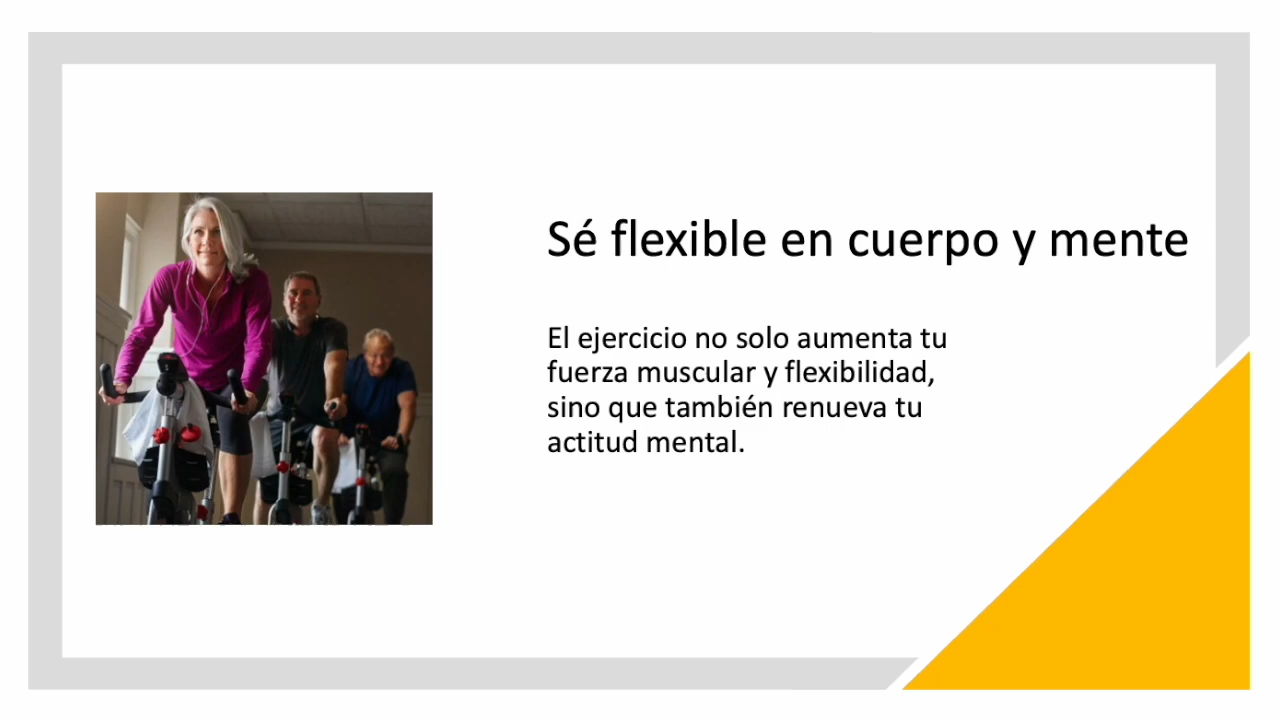 Sé flexible en cuerpo y mente
El ejercicio no solo aumenta tu
fuerza muscular y flexibilidad,
sino que también renueva tu
actitud mental.